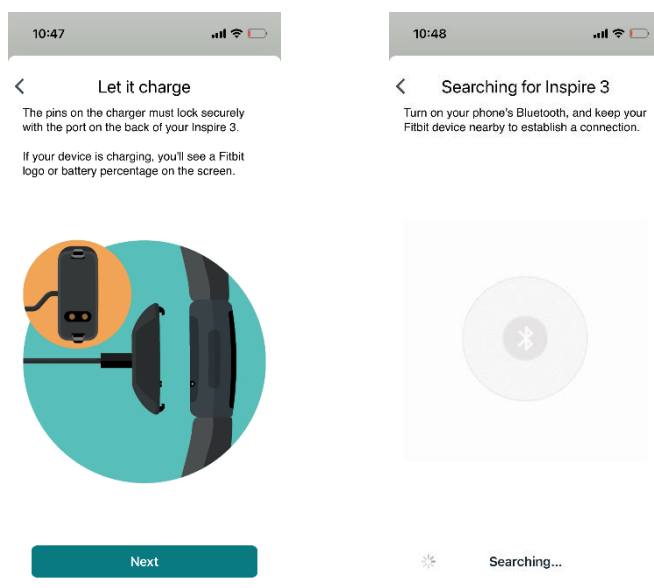 10:47
Let it charge
The pins on the charger must lock securely
with the port on the back of your Inspire 3.
If your device is charging, you'll see a Fitbit
logo or battery percentage on the screen.
Next
10:48
Searching for Inspire 3
Turn on your phone's Bluetooth, and keep your
Fitbit device nearby to establish a connection.
Searching...